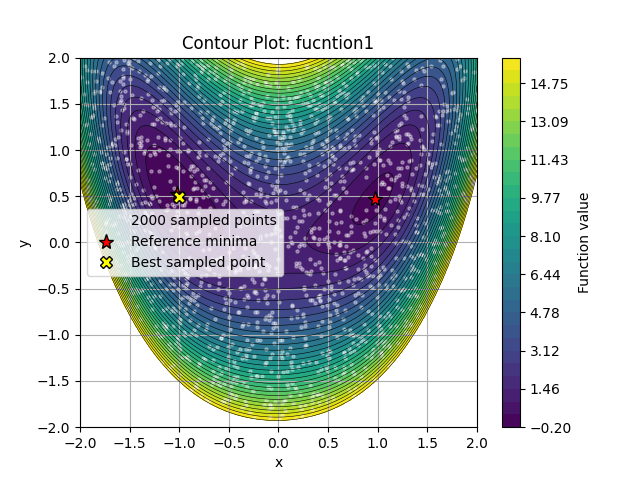 Contour Plot: fucntion1
2.0
1.5
1.0
0.5
0.0
−0.5
−1.0
−1.5
−2.0
y
2000 sampled points
Reference minima
Best sampled point
−2.0 −1.5 −1.0 −0.5 0.0 0.5 1.0 1.5 2.0
x
14.75
13.09
11.43
9.77
8.10
6.44
4.78
3.12
1.46
−0.20
Function value